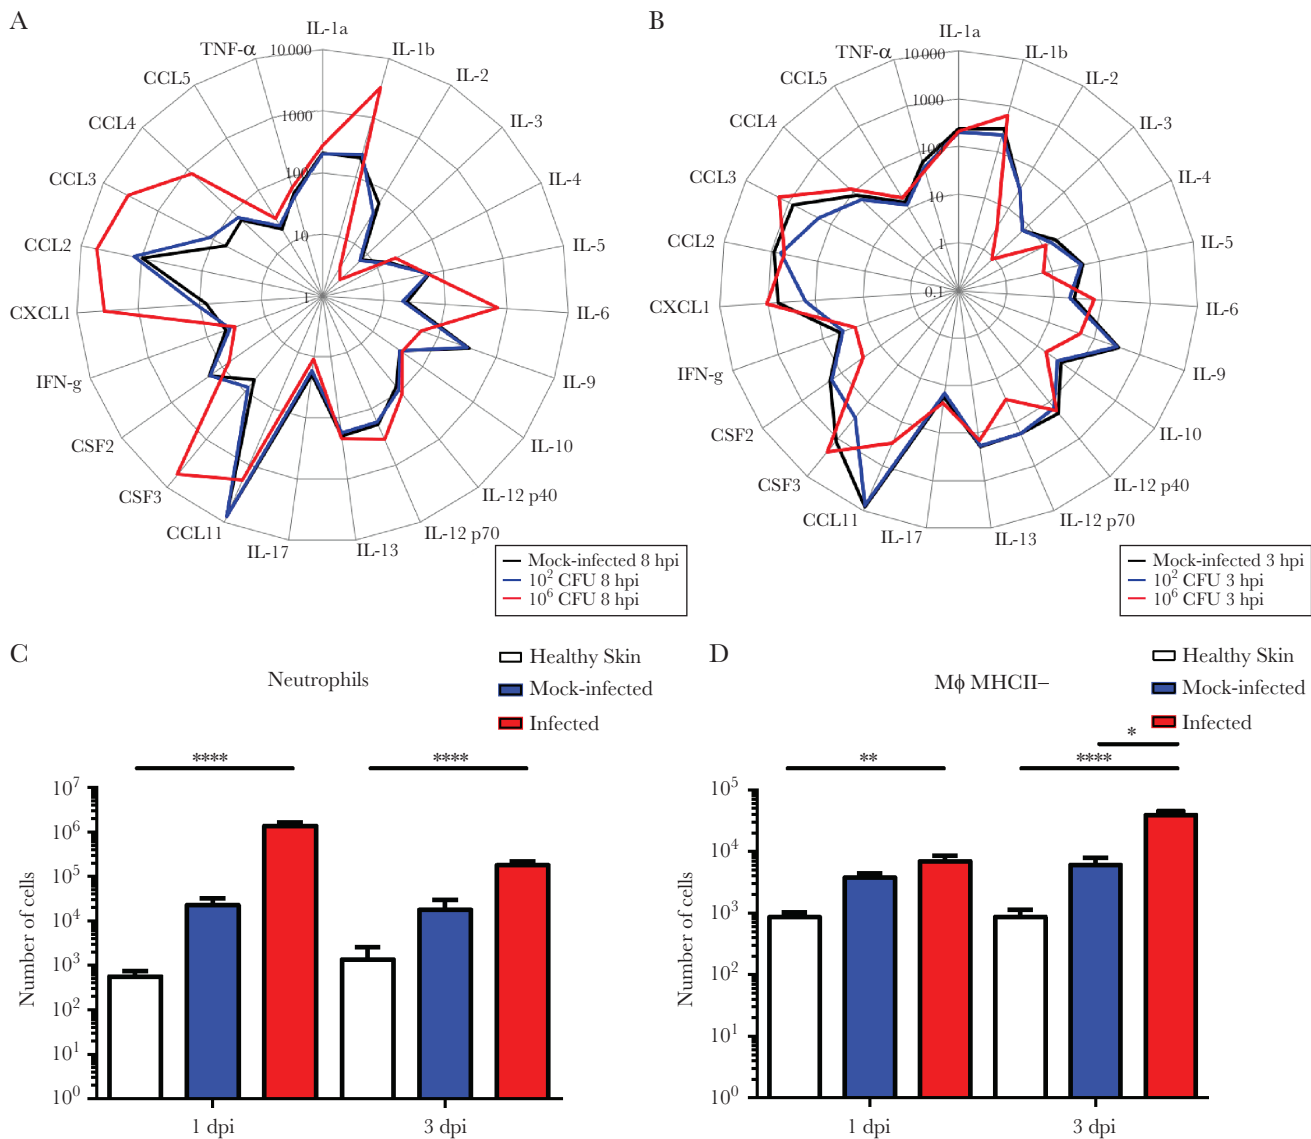 A
IL-1a
IL-1b
IL-2
IL-3
IL-4
IL-5
IL-6
IL-9
IL-10
IL-12 p40
IL-12 p70
IL-13
IL-17
CCL11
CSF3
CSF2
IFN-g
CXCL1
CCL2
CCL3
CCL4
CCL5
TNF-α
10 000
1000
100
10
1
Mock-infected 8 hpi
10² CFU 8 hpi
10⁶ CFU 8 hpi
B
IL-1a
IL-1b
IL-2
IL-3
IL-4
IL-5
IL-6
IL-9
IL-10
IL-12 p40
IL-12 p70
IL-13
IL-17
CCL11
CSF3
CSF2
IFN-g
CXCL1
CCL2
CCL3
CCL4
CCL5
TNF-α
10 000
1000
100
10
1
0.1
Mock-infected 3 hpi
10² CFU 3 hpi
10⁶ CFU 3 hpi
C
Neutrophils
Healthy Skin
Mock-infected
Infected
****
****
Number of cells
10⁷
10⁶
10⁵
10⁴
10³
10²
10¹
10⁰
1 dpi
3 dpi
D
Mϕ MHCII–
Healthy Skin
Mock-infected
Infected
*
**
****
Number of cells
10⁵
10⁴
10³
10²
10¹
10⁰
1 dpi
3 dpi